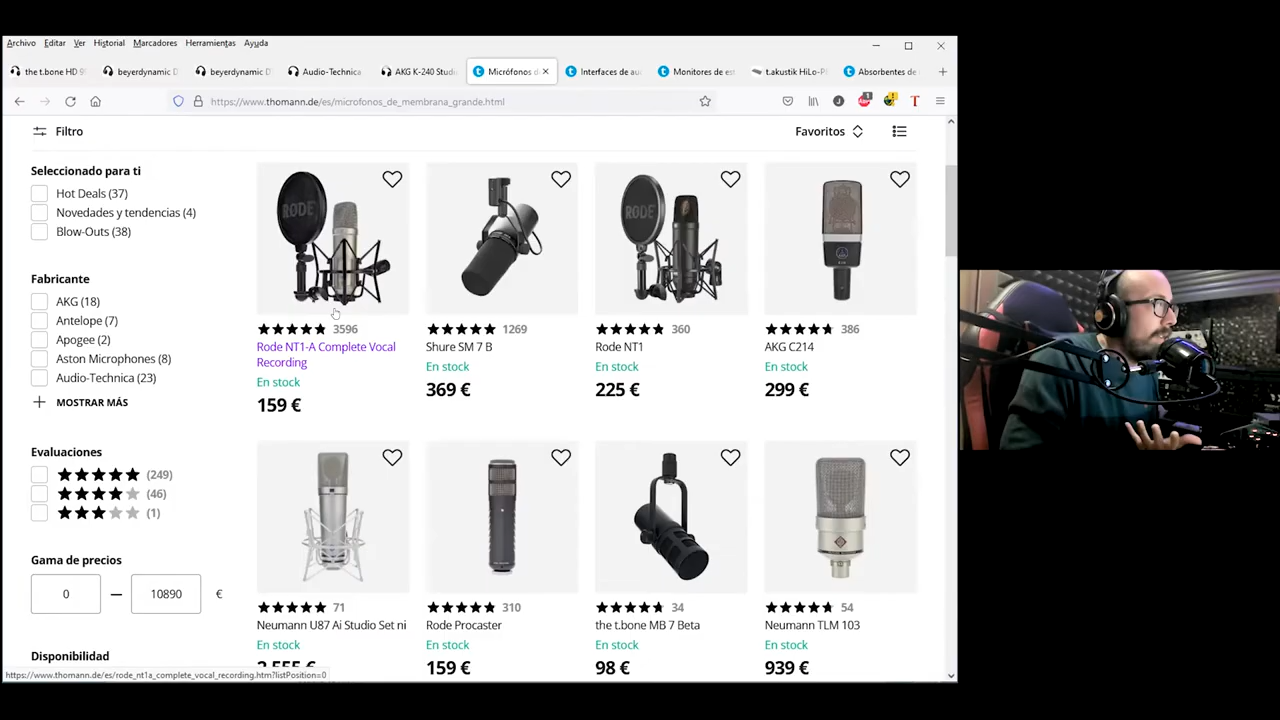 Archivo Editar Ver Historial Marcadores Herramientas Ayuda
the t.bone HD 9 beyerdynamic D beyerdynamic D Audio-Technica AKG K-240 Stud Micrófonos d Interfaces de au Monitores de es t.akustik HiLo-P Absorbentes de
https://www.thomann.de/es/microfonos_de_membrana_grande.html
Filtro
Favoritos
Seleccionado para ti
Hot Deals (37)
Novedades y tendencias (4)
Blow-Outs (38)
Fabricante
AKG (18)
Antelope (7)
Apogee (2)
Aston Microphones (8)
Audio-Technica (23)
MOSTRAR MÁS
Evaluaciones
(249)
(46)
(1)
Gama de precios
0 — 10890 €
Disponibilidad
RODE
3596
Rode NT1-A Complete Vocal
Recording
En stock
159 €
1269
Shure SM 7 B
En stock
369 €
RODE
360
Rode NT1
En stock
225 €
386
AKG C214
En stock
299 €
71
Neumann U87 Ai Studio Set ni
En stock
2.555 €
310
Rode Procaster
En stock
159 €
34
the t.bone MB 7 Beta
En stock
98 €
54
Neumann TLM 103
En stock
939 €
https://www.thomann.de/es/rode_nt1a_complete_vocal_recording.htm?listPosition=0